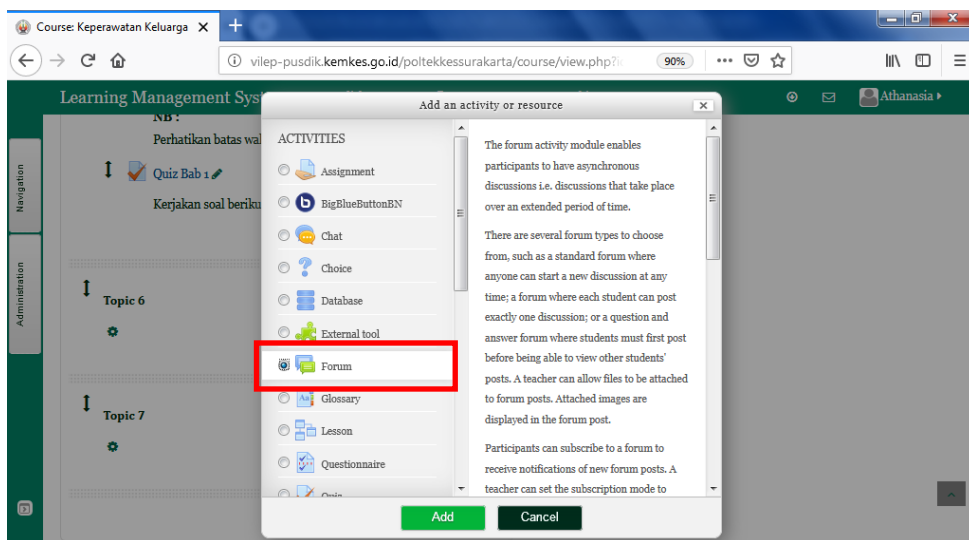 Course: Keperawatan Keluarga
vilep-pusdik.kemkes.go.id/poltekkessurakarta/course/view.php?i
90%
Learning Management Sys
Athanasia
Add an activity or resource
Navigation
Administration
NB :
Perhatikan batas wa
Quiz Bab 1
Kerjakan soal beriku
Topic 6
Topic 7
ACTIVITIES
Assignment
BigBlueButtonBN
Chat
Choice
Database
External tool
Forum
Glossary
Lesson
Questionnaire
Quiz
The forum activity module enables
participants to have asynchronous
discussions i.e. discussions that take place
over an extended period of time.
There are several forum types to choose
from, such as a standard forum where
anyone can start a new discussion at any
time; a forum where each student can post
exactly one discussion; or a question and
answer forum where students must first post
before being able to view other students'
posts. A teacher can allow files to be attached
to forum posts. Attached images are
displayed in the forum post.
Participants can subscribe to a forum to
receive notifications of new forum posts. A
teacher can set the subscription mode to
Add
Cancel